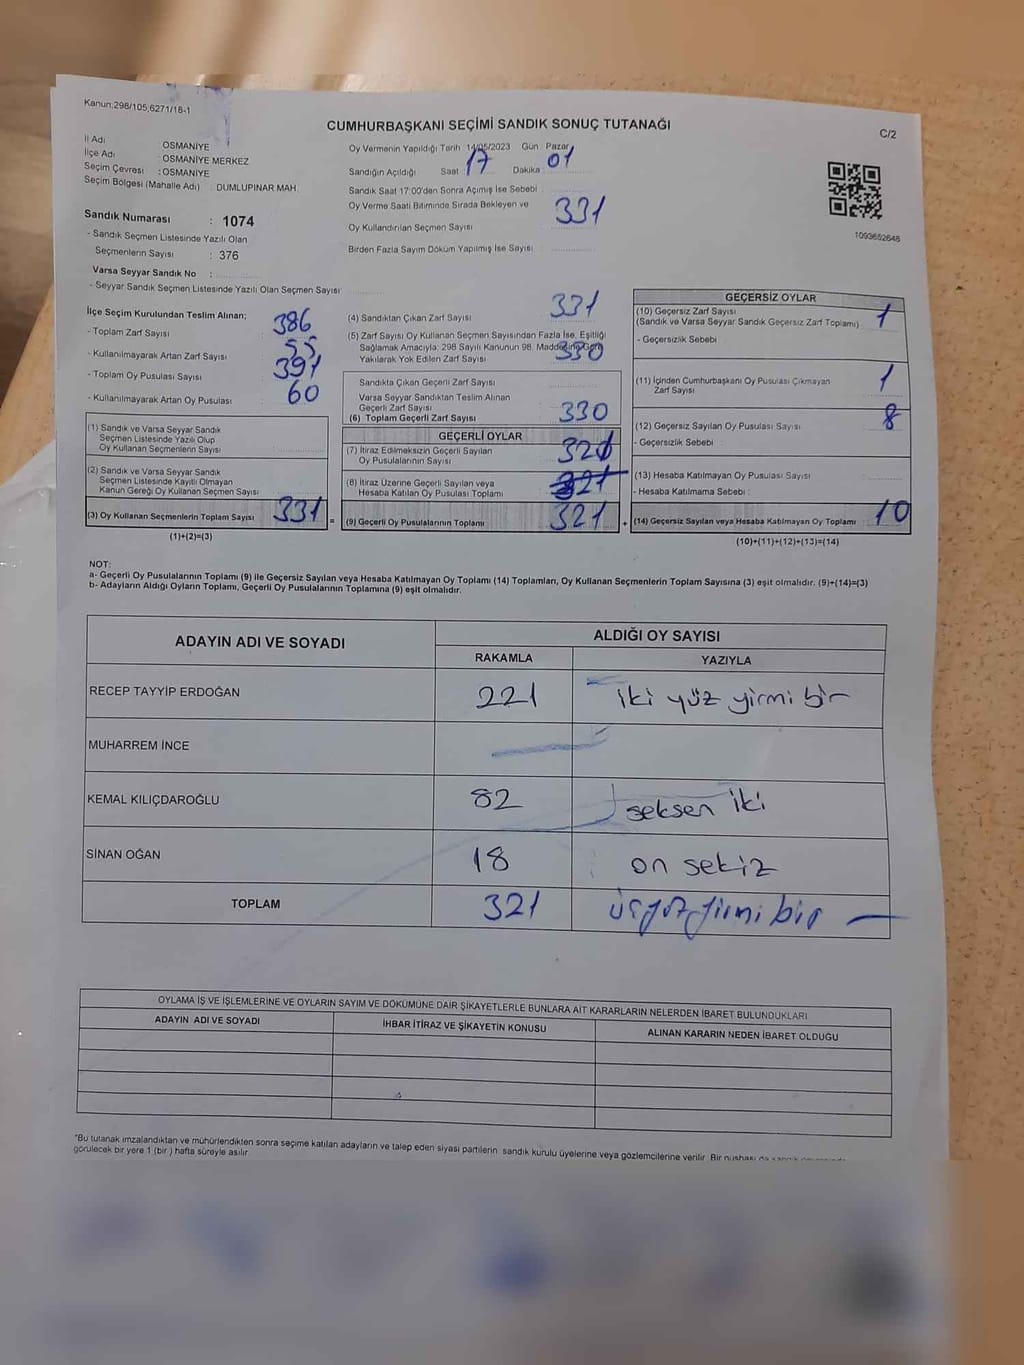 Kanun:298/105,6271/18-1
CUMHURBAŞKANI SEÇİMİ SANDIK SONUÇ TUTANAĞI
C/2
İl Adı : OSMANİYE
İlçe Adı : OSMANİYE MERKEZ
Seçim Çevresi : OSMANİYE
Seçim Bölgesi (Mahalle Adı) : DUMLUPINAR MAH.
Sandık Numarası : 1074
- Sandık Seçmen Listesinde Yazılı Olan
Seçmenlerin Sayısı : 376
Varsa Seyyar Sandık No :
- Seyyar Sandık Seçmen Listesinde Yazılı Olan Seçmen Sayısı
Oy Vermenin Yapıldığı Tarih 14/05/2023 Gün Pazar
Sandığın Açıldığı Saat : 17 Dakika : 01
Sandık Saat 17:00'den Sonra Açımış İse Sebebi :
Oy Verme Saati Bitiminde Sırada Bekleyen ve
Oy Kullandırılan Seçmen Sayısı : 331
Birden Fazla Sayım Döküm Yapılmış İse Sayısı :
1093652648
İlçe Seçim Kurulundan Teslim Alınan;
- Toplam Zarf Sayısı : 386
- Kullanılmayarak Artan Zarf Sayısı : 55
- Toplam Oy Pusulası Sayısı : 391
- Kullanılmayarak Artan Oy Pusulası : 60
(1) Sandık ve Varsa Seyyar Sandık
Seçmen Listesinde Yazılı Olup
Oy Kullanan Seçmenlerin Sayısı
(2) Sandık ve Varsa Seyyar Sandık
Seçmen Listesinde Kayıtlı Olmayan
Kanun Gereği Oy Kullanan Seçmen Sayısı
(3) Oy Kullanan Seçmenlerin Toplam Sayısı : 331
(1)+(2)=(3)
(4) Sandıktan Çıkan Zarf Sayısı : 331
(5) Zarf Sayısı Oy Kullanan Seçmen Sayısından Fazla İse, Eşitliği
Sağlamak Amacıyla; 298 Sayılı Kanunun 98. Maddesine Göre
Yakılarak Yok Edilen Zarf Sayısı 330
Sandıkta Çıkan Geçerli Zarf Sayısı :
Varsa Seyyar Sandıktan Teslim Alınan
Geçerli Zarf Sayısı
(6) Toplam Geçerli Zarf Sayısı : 330
GEÇERLİ OYLAR
(7) İtiraz Edilmeksizin Geçerli Sayılan
Oy Pusulalarının Sayısı : 321
(8) İtiraz Üzerine Geçerli Sayılan veya
Hesaba Katılan Oy Pusulası Toplamı : 321
= (9) Geçerli Oy Pusulalarının Toplamı : 321 +
GEÇERSİZ OYLAR
(10) Geçersiz Zarf Sayısı
(Sandık ve Varsa Seyyar Sandık Geçersiz Zarf Toplamı) : 1
- Geçersizlik Sebebi :
(11) İçinden Cumhurbaşkanı Oy Pusulası Çıkmayan
Zarf Sayısı : 1
(12) Geçersiz Sayılan Oy Pusulası Sayısı : 8
- Geçersizlik Sebebi :
(13) Hesaba Katılmayan Oy Pusulası Sayısı :
- Hesaba Katılmama Sebebi :
(14) Geçersiz Sayılan veya Hesaba Katılmayan Oy Toplamı : 10
(10)+(11)+(12)+(13)=(14)
NOT:
a- Geçerli Oy Pusulalarının Toplamı (9) ile Geçersiz Sayılan veya Hesaba Katılmayan Oy Toplamı (14) Toplamları, Oy Kullanan Seçmenlerin Toplam Sayısına (3) eşit olmalıdır. (9)+(14)=(3)
b- Adayların Aldığı Oyların Toplamı, Geçerli Oy Pusulalarının Toplamına (9) eşit olmalıdır.
ADAYIN ADI VE SOYADI
ALDIĞI OY SAYISI
RAKAMLA YAZIYLA
RECEP TAYYİP ERDOĞAN 221 iki yüz yirmi bir
MUHARREM İNCE
KEMAL KILIÇDAROĞLU 82 seksen iki
SİNAN OĞAN 18 on sekiz
TOPLAM 321 üçyüzyirmi bir
OYLAMA İŞ VE İŞLEMLERİNE VE OYLARIN SAYIM VE DÖKÜMÜNE DAİR ŞİKAYETLERLE BUNLARA AİT KARARLARIN NELERDEN İBARET BULUNDUKLARI
ADAYIN ADI VE SOYADI İHBAR İTİRAZ VE ŞİKAYETİN KONUSU ALINAN KARARIN NEDEN İBARET OLDUĞU
"Bu tutanak imzalandıktan ve mühürlendikten sonra seçime katılan adayların ve talep eden siyasi partilerin sandık kurulu üyelerine veya gözlemcilerine verilir. Bir nushası da
görülecek bir yere 1 (bir ) hafta süreyle asılır.